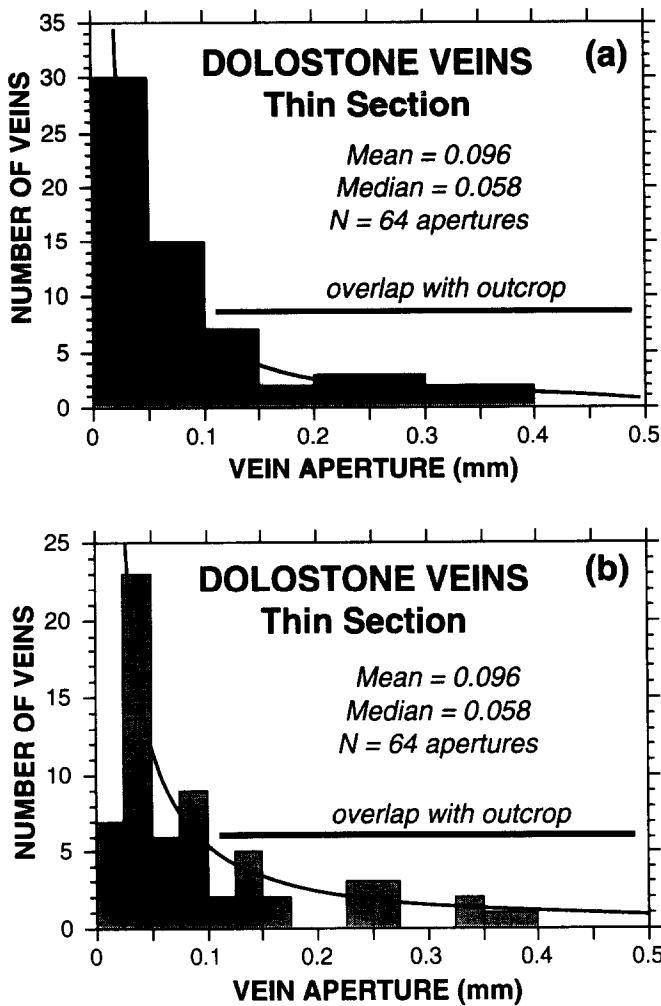 (a)
DOLOSTONE VEINS
Thin Section
Mean = 0.096
Median = 0.058
N = 64 apertures
overlap with outcrop
NUMBER OF VEINS
35
30
25
20
15
10
5
0
0 0.1 0.2 0.3 0.4 0.5
VEIN APERTURE (mm)
(b)
DOLOSTONE VEINS
Thin Section
Mean = 0.096
Median = 0.058
N = 64 apertures
overlap with outcrop
NUMBER OF VEINS
25
20
15
10
5
0
0 0.1 0.2 0.3 0.4 0.5
VEIN APERTURE (mm)